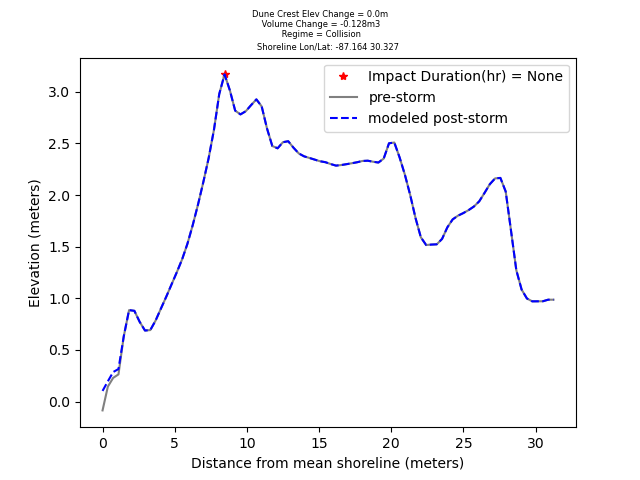 Dune Crest Elev Change = 0.0m
Volume Change = -0.128m3
Regime = Collision
Shoreline Lon/Lat: -87.164 30.327
Impact Duration(hr) = None
pre-storm
modeled post-storm
3.0
2.5
2.0
1.5
1.0
0.5
0.0
Elevation (meters)
0 5 10 15 20 25 30
Distance from mean shoreline (meters)